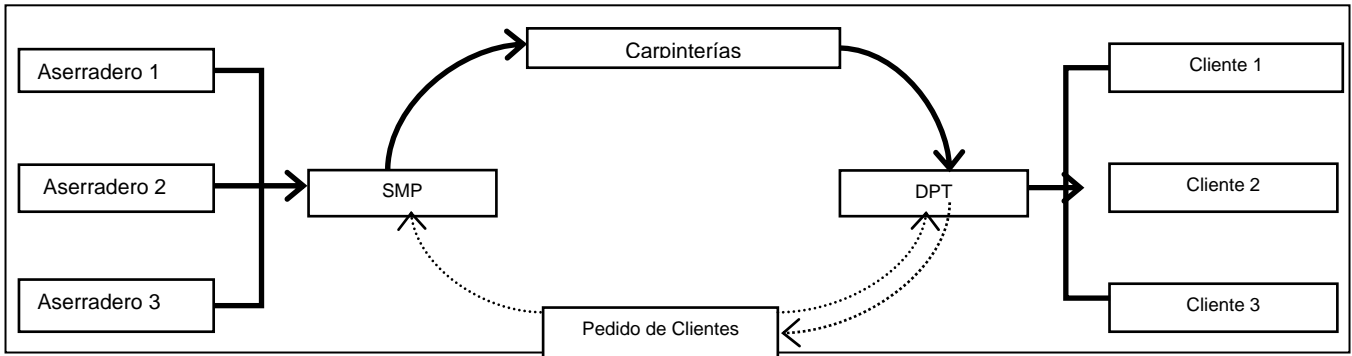 Carpinterías
Aserradero 1
Cliente 1
Aserradero 2
SMP
DPT
Cliente 2
Aserradero 3
Pedido de Clientes
Cliente 3